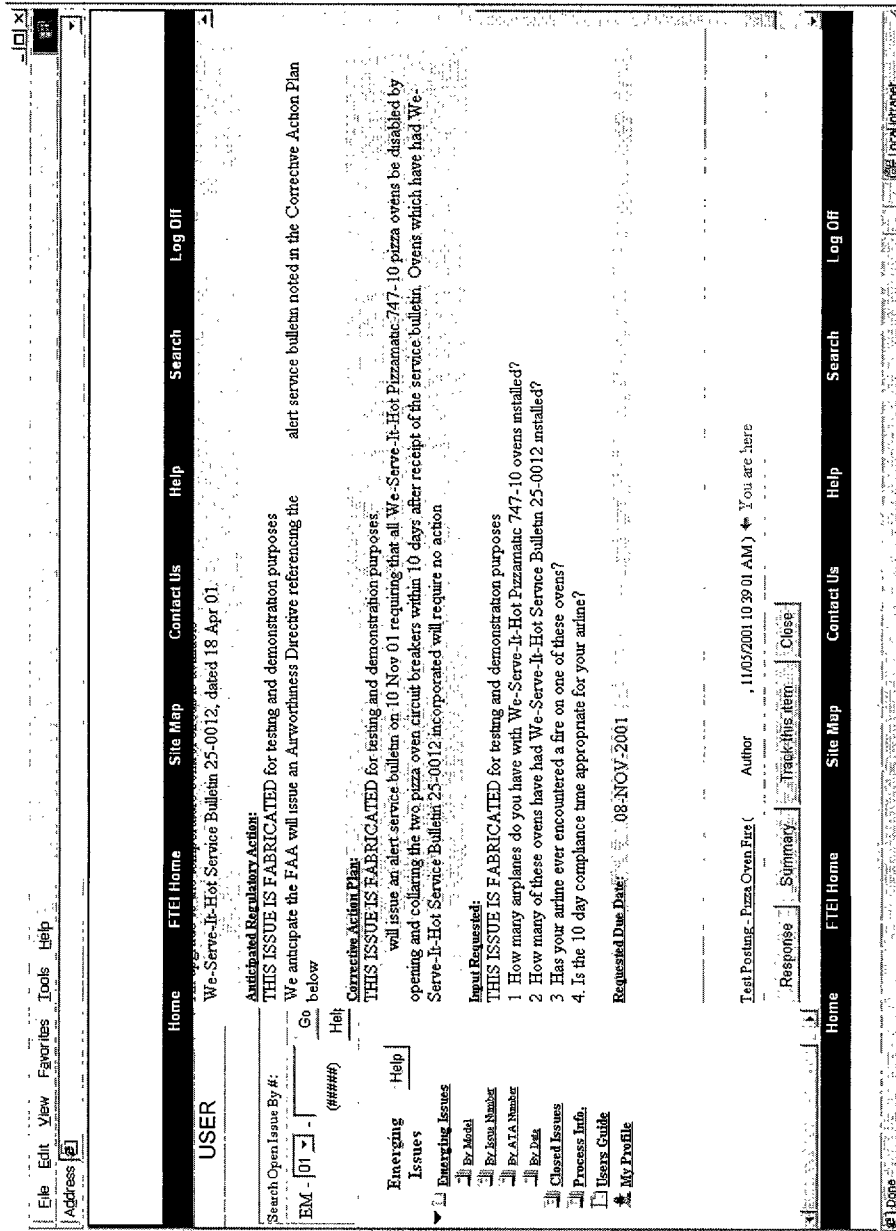 File Edit View Favorites Tools Help
Address
Home FTEI Home Site Map Contact Us Help Search Log Off
USER
Search Open Issue By #:
EM - 01 - Go
(#####) Help
Emerging Issues Help
Emerging Issues
By Model
By Issue Number
By ATA Number
By Date
Closed Issues
Process Info.
Users Guide
My Profile
We-Serve-It-Hot Service Bulletin 25-0012, dated 18 Apr 01.
Anticipated Regulatory Action:
THIS ISSUE IS FABRICATED for testing and demonstration purposes
We anticipate the FAA will issue an Airworthiness Directive referencing the alert service bulletin noted in the Corrective Action Plan
below
Corrective Action Plan:
THIS ISSUE IS FABRICATED for testing and demonstration purposes.
will issue an alert service bulletin on 10 Nov 01 requiring that all We-Serve-It-Hot Pizzamatic 747-10 pizza ovens be disabled by
opening and collaring the two pizza oven circuit breakers within 10 days after receipt of the service bulletin. Ovens which have had We-
Serve-It-Hot Service Bulletin 25-0012 incorporated will require no action
Input Requested:
THIS ISSUE IS FABRICATED for testing and demonstration purposes
1 How many airplanes do you have with We-Serve-It-Hot Pizzamatic 747-10 ovens installed?
2 How many of these ovens have had We-Serve-It-Hot Service Bulletin 25-0012 installed?
3 Has your airline ever encountered a fire on one of these ovens?
4. Is the 10 day compliance time appropriate for your airline?
Requested Due Date: 08-NOV-2001
Test Posting - Pizza Oven Fire ( Author , 11/05/2001 10 39 01 AM ) You are here
Response Summary Track this item Close
Home FTEI Home Site Map Contact Us Help Search Log Off
Done Local intranet